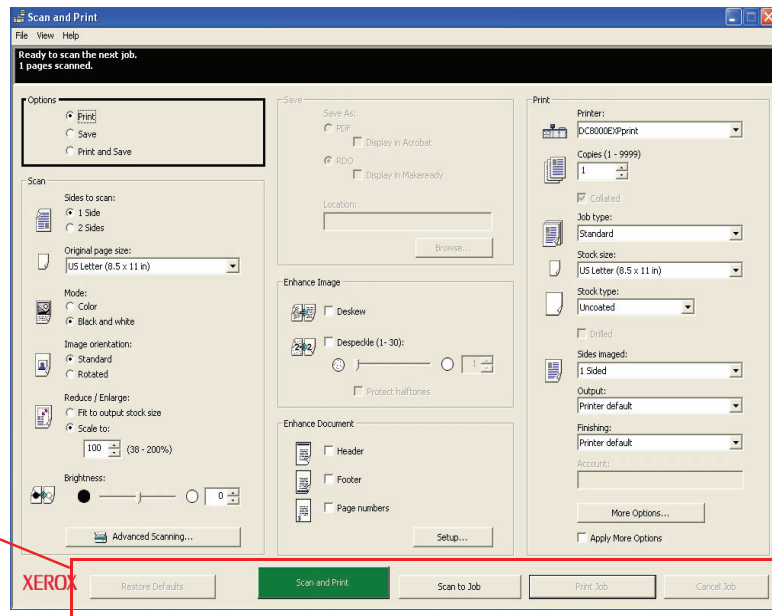 Scan and Print
File View Help
Ready to scan the next job.
1 pages scanned.
Options
Print
Save
Print and Save
Scan
Sides to scan:
1 Side
2 Sides
Original page size:
US Letter (8.5 x 11 in)
Mode:
Color
Black and white
Image orientation:
Standard
Rotated
Reduce / Enlarge:
Fit to output stock size
Scale to:
100 (38 - 200%)
Brightness:
0
Advanced Scanning...
Save
Save As:
PDF
Display in Acrobat
RDO
Display in Makeready
Location:
Browse...
Enhance Image
Deskew
Despeckle (1- 30):
1
Protect halftones
Enhance Document
Header
Footer
Page numbers
Setup...
Print
Printer:
DC8000EXPprint
Copies (1 - 9999)
1
Collated
Job type:
Standard
Stock size:
US Letter (8.5 x 11 in)
Stock type:
Uncoated
Drilled
Sides imaged:
1 Sided
Output:
Printer default
Finishing:
Printer default
Account:
More Options...
Apply More Options
XEROX Restore Defaults Scan and Print Scan to Job Print Job Cancel Job